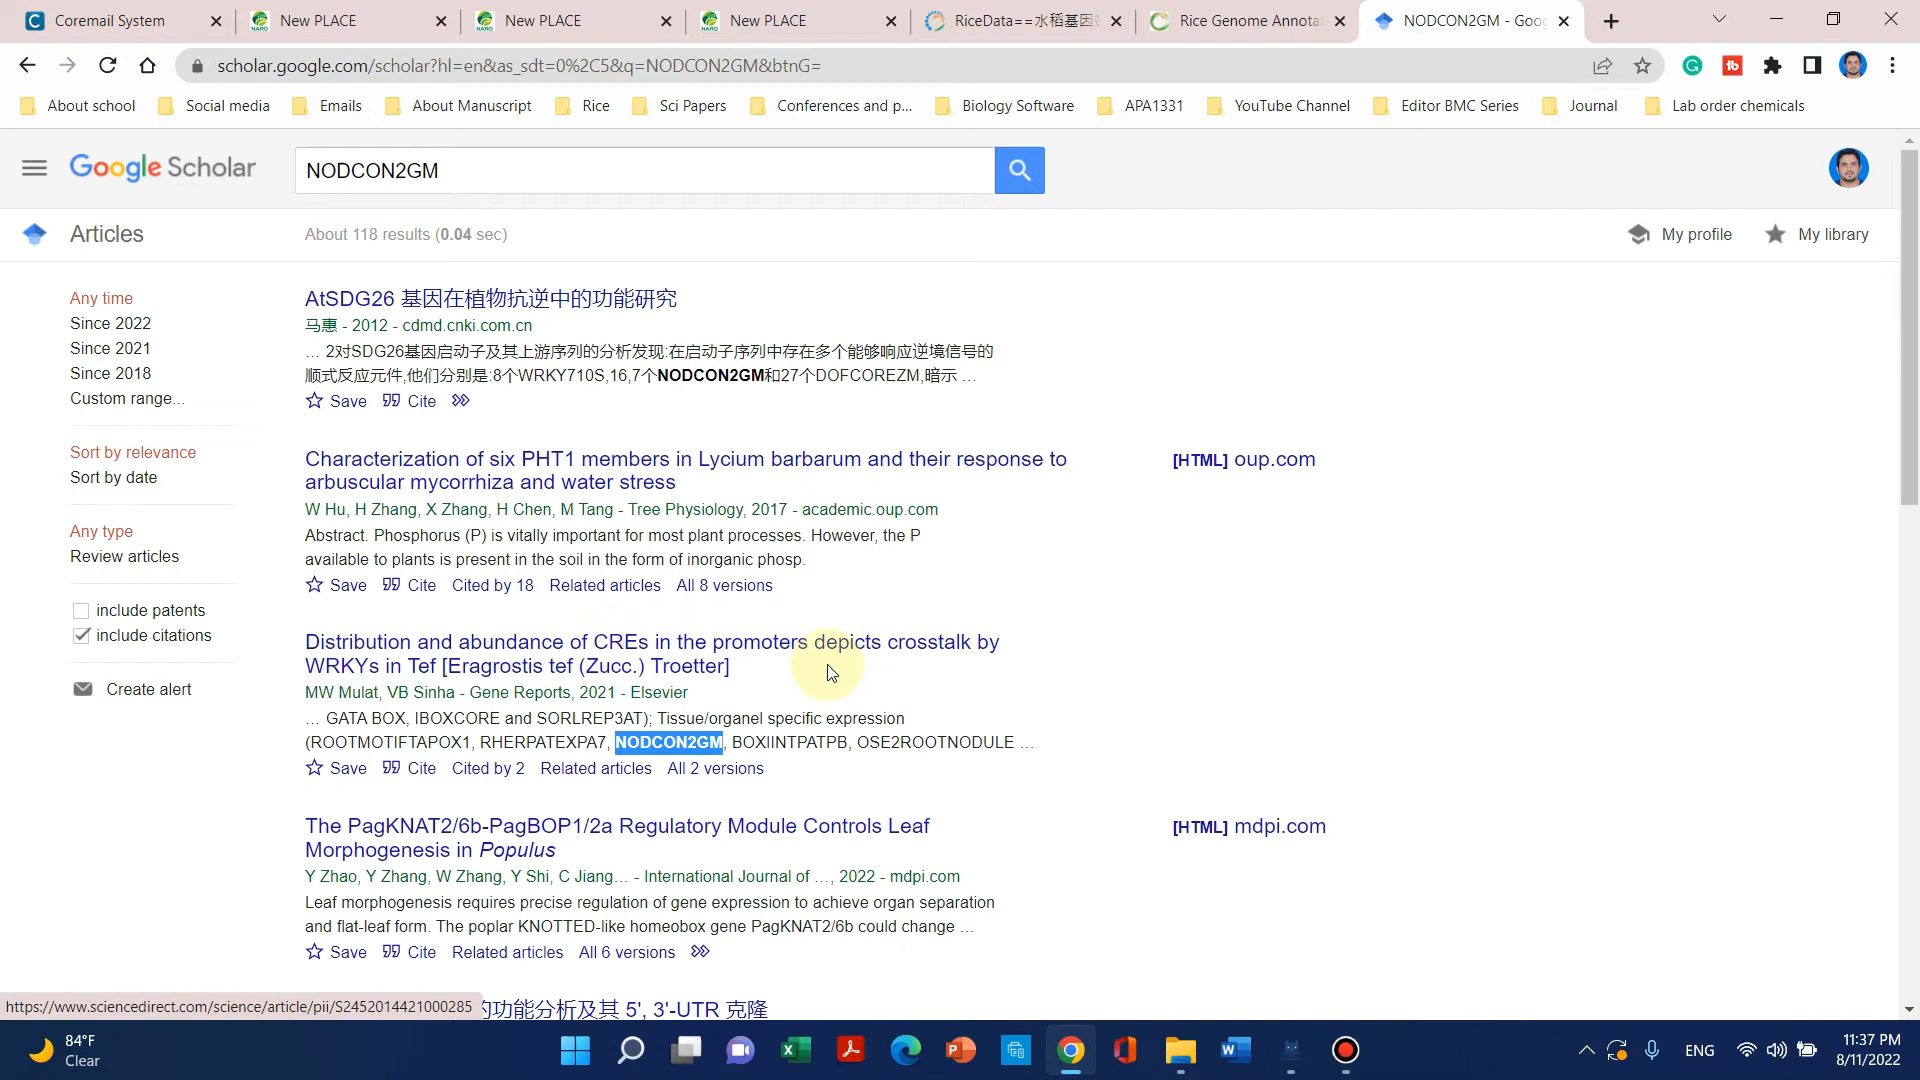 Coremail System
New PLACE
New PLACE
New PLACE
RiceData==水稻基因
Rice Genome Annota
NODCON2GM - Goo
scholar.google.com/scholar?hl=en&as_sdt=0%2C5&q=NODCON2GM&btnG=
About school
Social media
Emails
About Manuscript
Rice
Sci Papers
Conferences and p...
Biology Software
APA1331
YouTube Channel
Editor BMC Series
Journal
Lab order chemicals
Google Scholar
NODCON2GM
Articles
About 118 results (0.04 sec)
My profile
My library
Any time
Since 2022
Since 2021
Since 2018
Custom range...
Sort by relevance
Sort by date
Any type
Review articles
include patents
include citations
Create alert
AtSDG26 基因在植物抗逆中的功能研究
马惠 - 2012 - cdmd.cnki.com.cn
… 2对SDG26基因启动子及其上游序列的分析发现:在启动子序列中存在多个能够响应逆境信号的
顺式反应元件,他们分别是:8个WRKY710S,16,7个NODCON2GM和27个DOFCOREZM,暗示 …
Save Cite
Characterization of six PHT1 members in Lycium barbarum and their response to
arbuscular mycorrhiza and water stress
[HTML] oup.com
W Hu, H Zhang, X Zhang, H Chen, M Tang - Tree Physiology, 2017 - academic.oup.com
Abstract. Phosphorus (P) is vitally important for most plant processes. However, the P
available to plants is present in the soil in the form of inorganic phosp.
Save Cite Cited by 18 Related articles All 8 versions
Distribution and abundance of CREs in the promoters depicts crosstalk by
WRKYs in Tef [Eragrostis tef (Zucc.) Troetter]
MW Mulat, VB Sinha - Gene Reports, 2021 - Elsevier
… GATA BOX, IBOXCORE and SORLREP3AT); Tissue/organel specific expression
(ROOTMOTIFTAPOX1, RHERPATEXPA7, NODCON2GM, BOXIINTPATPB, OSE2ROOTNODULE …
Save Cite Cited by 2 Related articles All 2 versions
The PagKNAT2/6b-PagBOP1/2a Regulatory Module Controls Leaf
Morphogenesis in Populus
[HTML] mdpi.com
Y Zhao, Y Zhang, W Zhang, Y Shi, C Jiang… - International Journal of …, 2022 - mdpi.com
Leaf morphogenesis requires precise regulation of gene expression to achieve organ separation
and flat-leaf form. The poplar KNOTTED-like homeobox gene PagKNAT2/6b could change …
Save Cite Related articles All 6 versions
https://www.sciencedirect.com/science/article/pii/S2452014421000285
的功能分析及其 5', 3'-UTR 克隆
84°F
Clear
ENG
11:37 PM
8/11/2022